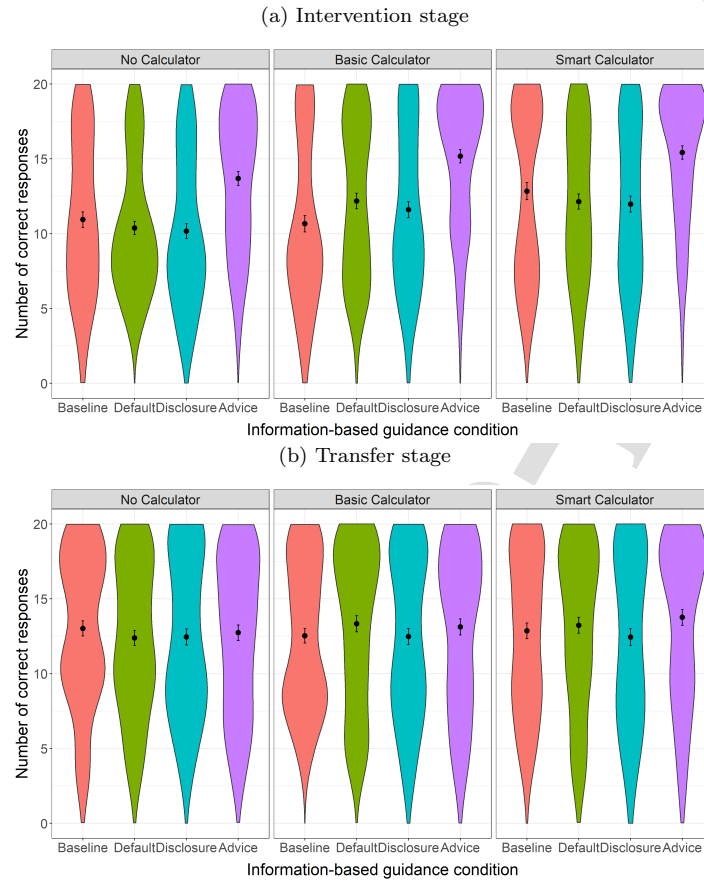 (a) Intervention stage
No Calculator Basic Calculator Smart Calculator
20
15
10
5
0
Number of correct responses
Baseline Default Disclosure Advice Baseline Default Disclosure Advice Baseline Default Disclosure Advice
Information-based guidance condition
(b) Transfer stage
No Calculator Basic Calculator Smart Calculator
20
15
10
5
0
Number of correct responses
Baseline Default Disclosure Advice Baseline Default Disclosure Advice Baseline Default Disclosure Advice
Information-based guidance condition